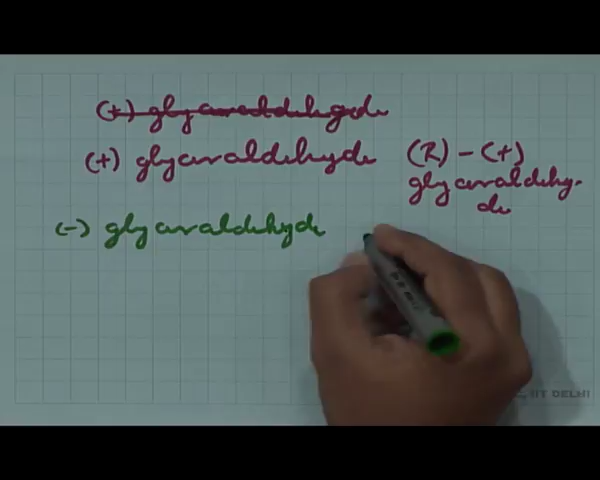 (+) glyceraldehyde
(+) glyceraldehyde (R) - (+)
glyceraldehy-
de
(-) glyceraldehyde
IIT DELHI